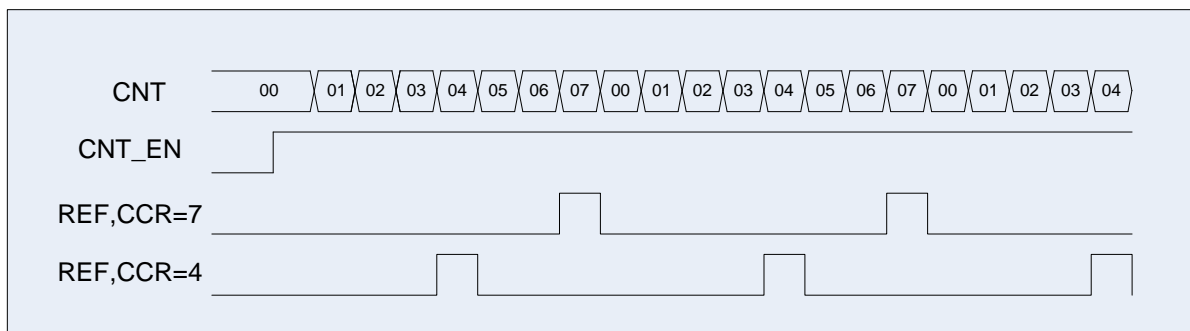 CNT 00 01 02 03 04 05 06 07 00 01 02 03 04 05 06 07 00 01 02 03 04
CNT_EN
REF,CCR=7
REF,CCR=4